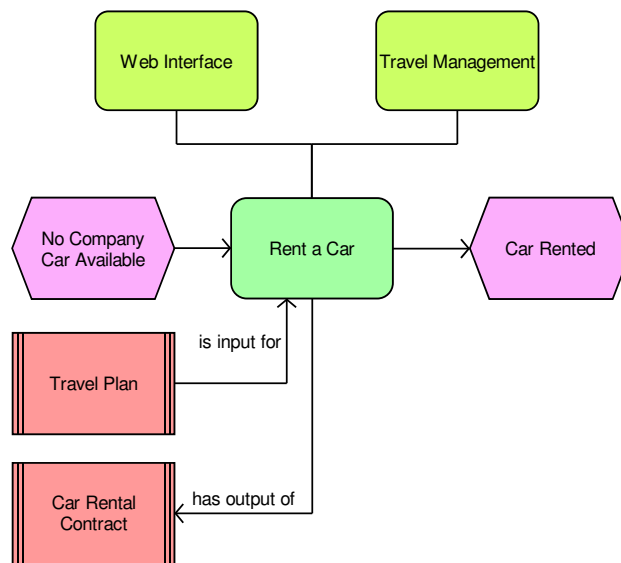 Web Interface
Travel Management
No Company
Car Available
Rent a Car
Car Rented
is input for
Travel Plan
has output of
Car Rental
Contract